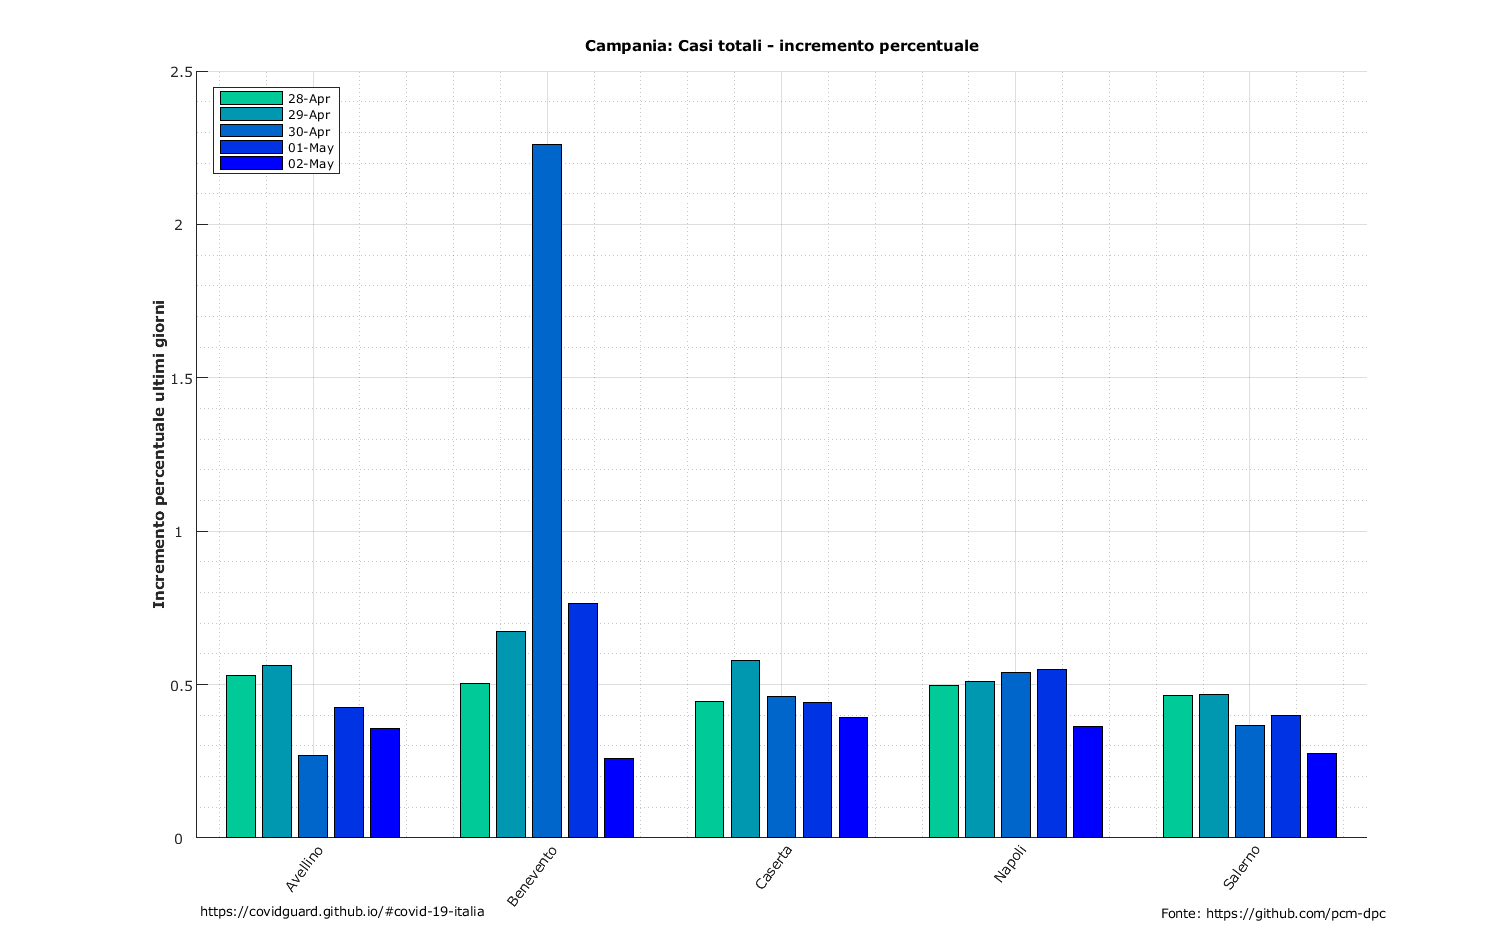 Campania: Casi totali - incremento percentuale
28-Apr
29-Apr
30-Apr
01-May
02-May
Incremento percentuale ultimi giorni
2.5
2
1.5
1
0.5
0
Avellino
Benevento
Caserta
Napoli
Salerno
https://covidguard.github.io/#covid-19-italia
Fonte: https://github.com/pcm-dpc